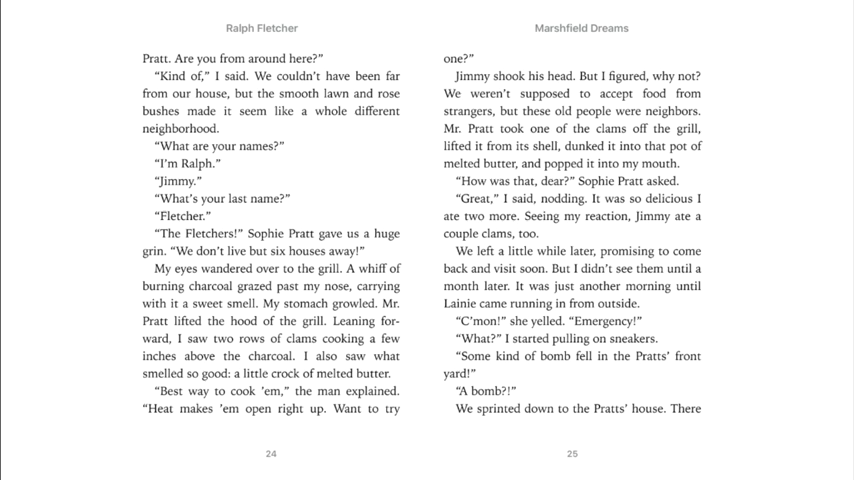 Ralph Fletcher
Pratt. Are you from around here?”
“Kind of,” I said. We couldn’t have been far
from our house, but the smooth lawn and rose
bushes made it seem like a whole different
neighborhood.
“What are your names?”
“I’m Ralph.”
“Jimmy.”
“What’s your last name?”
“Fletcher.”
“The Fletchers!” Sophie Pratt gave us a huge
grin. “We don’t live but six houses away!”
My eyes wandered over to the grill. A whiff of
burning charcoal grazed past my nose, carrying
with it a sweet smell. My stomach growled. Mr.
Pratt lifted the hood of the grill. Leaning for-
ward, I saw two rows of clams cooking a few
inches above the charcoal. I also saw what
smelled so good: a little crock of melted butter.
“Best way to cook ’em,” the man explained.
“Heat makes ’em open right up. Want to try
24
Marshfield Dreams
one?”
Jimmy shook his head. But I figured, why not?
We weren’t supposed to accept food from
strangers, but these old people were neighbors.
Mr. Pratt took one of the clams off the grill,
lifted it from its shell, dunked it into that pot of
melted butter, and popped it into my mouth.
“How was that, dear?” Sophie Pratt asked.
“Great,” I said, nodding. It was so delicious I
ate two more. Seeing my reaction, Jimmy ate a
couple clams, too.
We left a little while later, promising to come
back and visit soon. But I didn’t see them until a
month later. It was just another morning until
Lainie came running in from outside.
“C’mon!” she yelled. “Emergency!”
“What?” I started pulling on sneakers.
“Some kind of bomb fell in the Pratts’ front
yard!”
“A bomb?!”
We sprinted down to the Pratts’ house. There
25